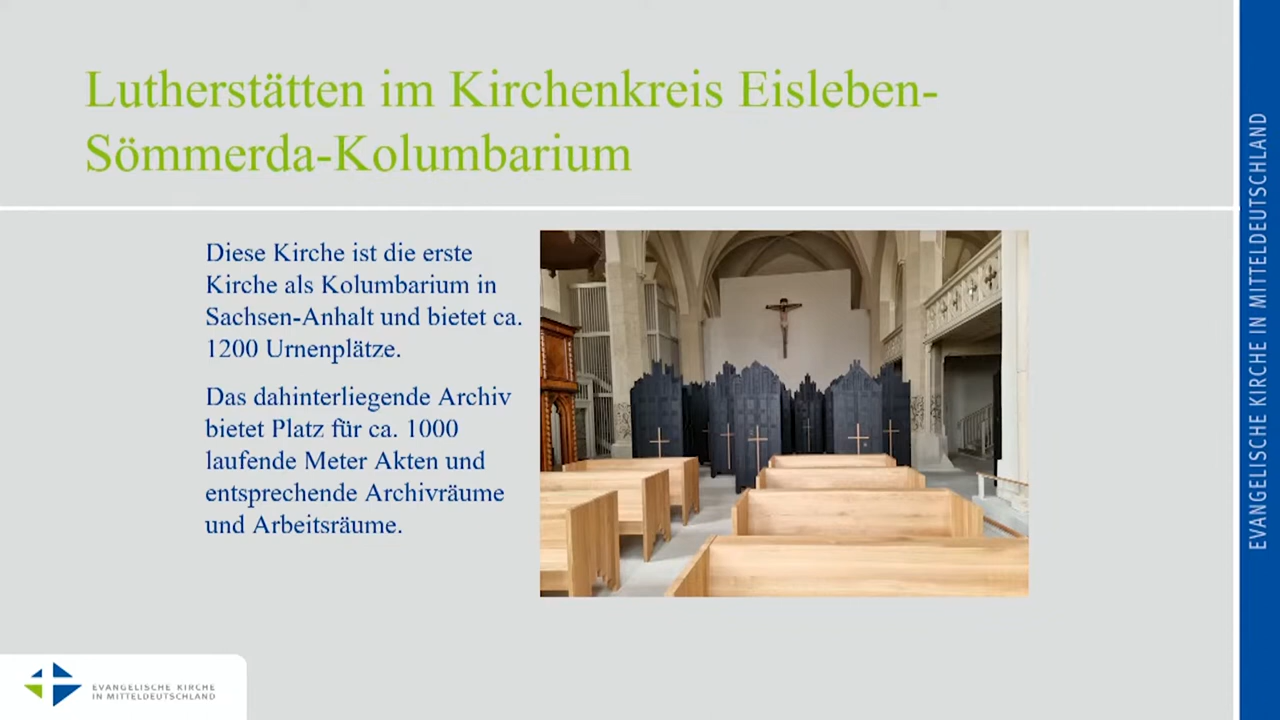 Lutherstätten im Kirchenkreis Eisleben-
Sömmerda-Kolumbarium
Diese Kirche ist die erste
Kirche als Kolumbarium in
Sachsen-Anhalt und bietet ca.
1200 Urnenplätze.
Das dahinterliegende Archiv
bietet Platz für ca. 1000
laufende Meter Akten und
entsprechende Archivräume
und Arbeitsräume.
EVANGELISCHE KIRCHE IN MITTELDEUTSCHLAND
EVANGELISCHE KIRCHE
IN MITTELDEUTSCHLAND